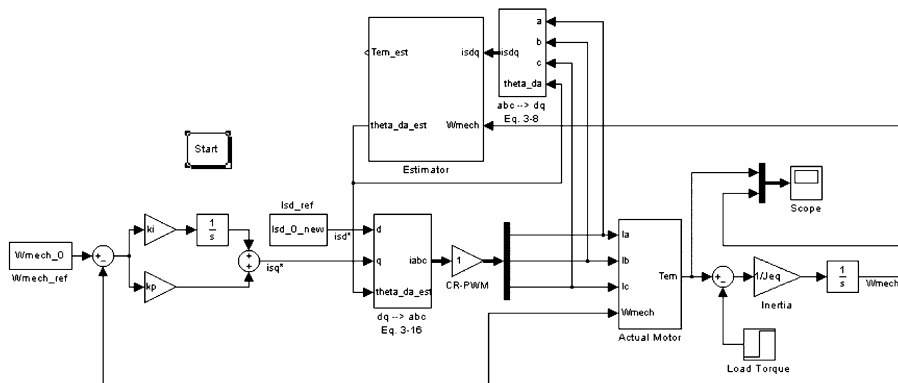 Tem_est
isdq
theta_da_est
Wmech
Estimator
isdq
a
b
c
theta_da
abc --> dq
Eq. 3-8
Start
Isd_ref
Isd_0_new
isd*
ki
1
s
Wmech_0
Wmech_ref
kp
isq*
d
q
theta_da_est
iabc
dq --> abc
Eq. 3-16
1
CR-PWM
Ia
Ib
Ic
Wmech
Tem
Actual Motor
Scope
1/Jeq
Inertia
1
s
Wmech
Load Torque